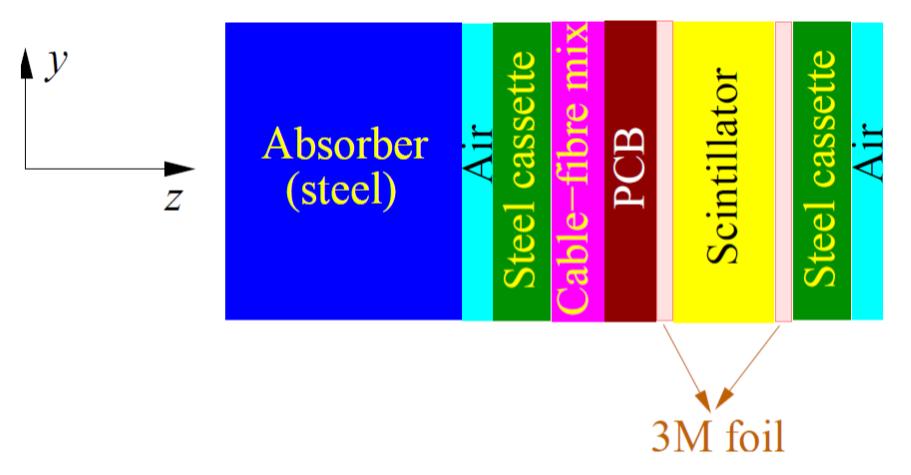 y
z
Absorber
(steel)
Air
Steel cassette
Cable–fibre mix
PCB
Scintillator
Steel cassette
Air
3M foil